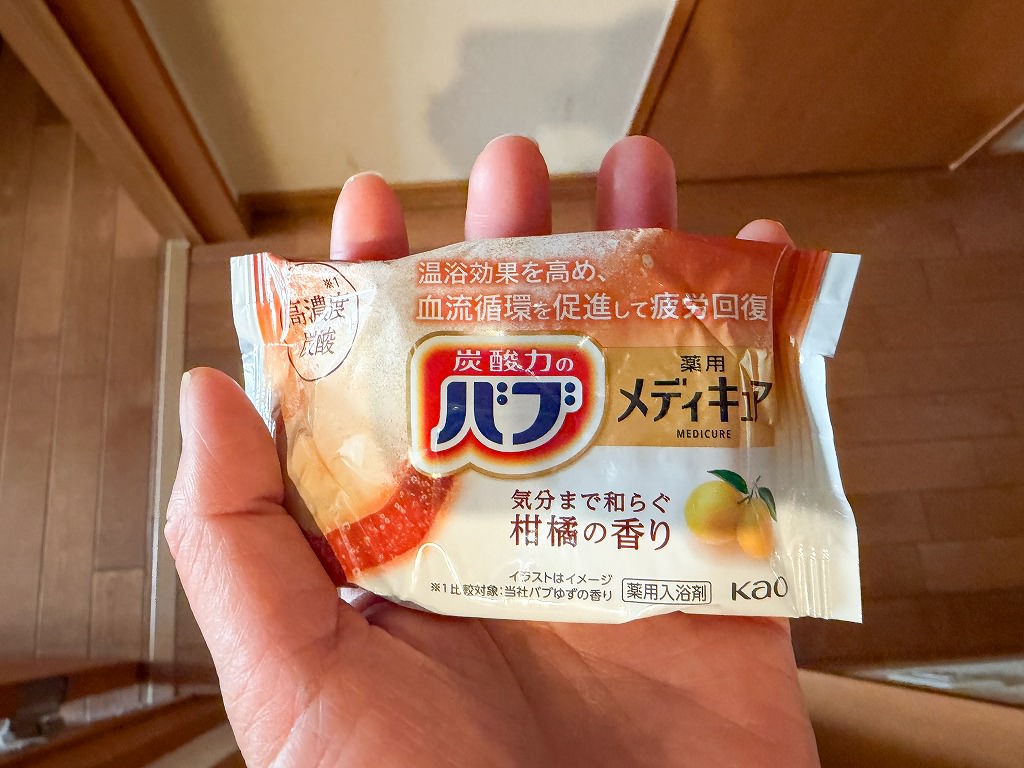 ※1
高濃度
炭酸
温浴効果を高め、
血流循環を促進して疲労回復
炭酸力の
バブ
薬用
メディキュア
MEDICURE
気分まで和らぐ
柑橘の香り
イラストはイメージ
※1比較対象:当社バブゆずの香り
薬用入浴剤
Kao